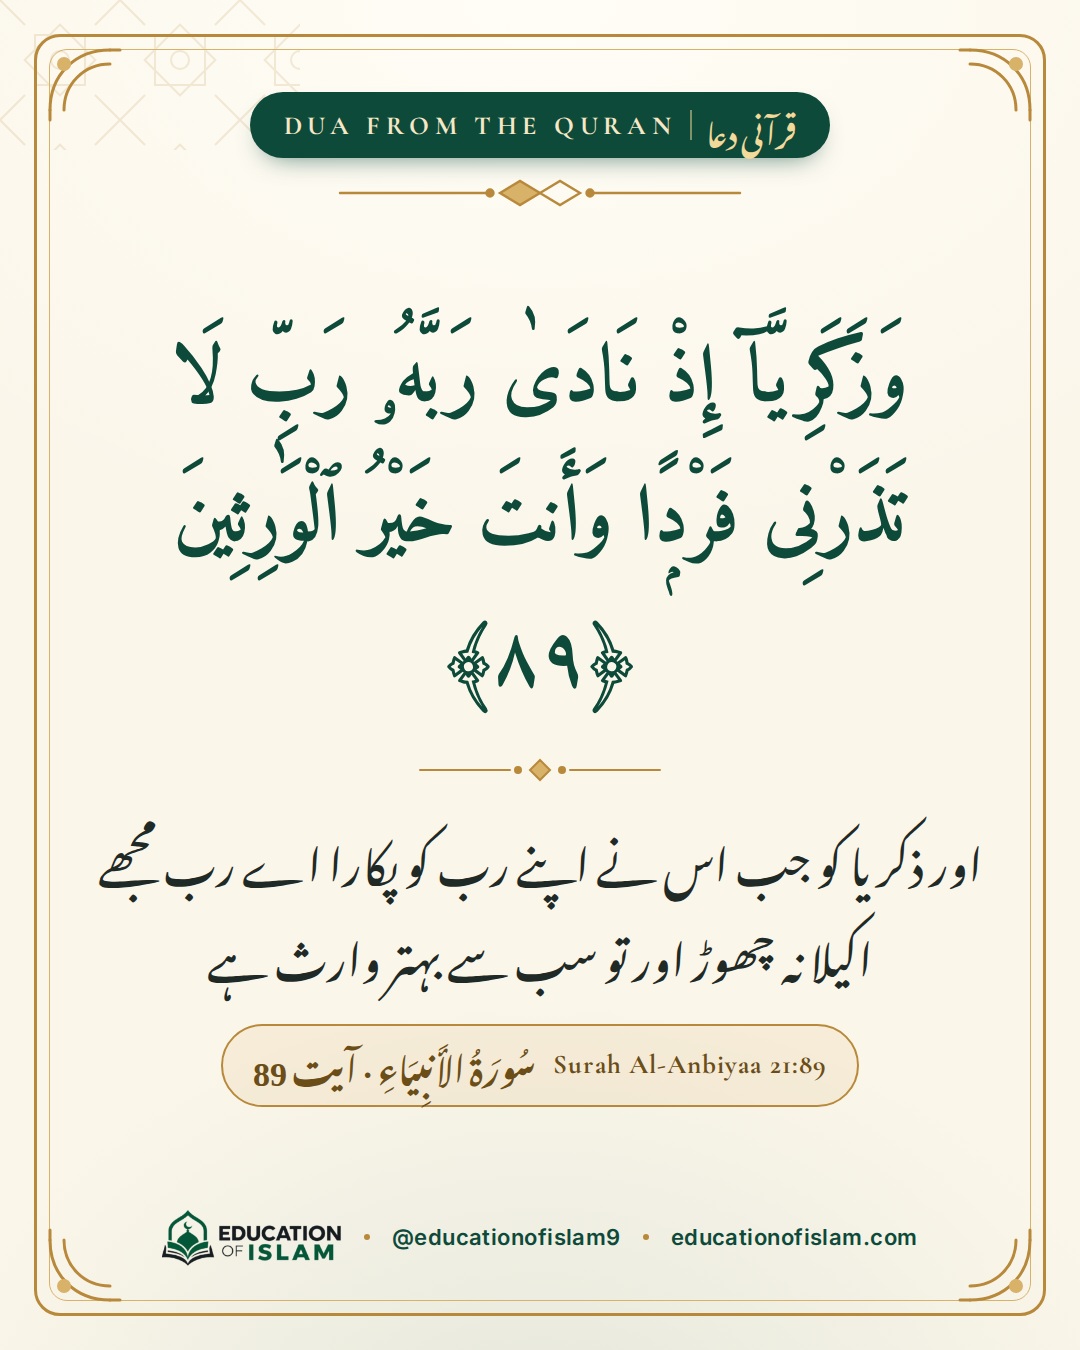 DUA FROM THE QURAN | قرآنی دعا
وَزَكَرِيَّآ إِذْ نَادَىٰ رَبَّهُۥ رَبِّ لَا
تَذَرْنِى فَرْدًۭا وَأَنتَ خَيْرُ ٱلْوَٰرِثِينَ
﴿٨٩﴾
اور ذکریا کو جب اس نے اپنے رب کو پکارا اے رب مجھے
اکیلا نہ چھوڑ اور تو سب سے بہتر وارث ہے
سُورَةُ الأَنبِيَاءِ · آیت 89 Surah Al-Anbiyaa 21:89
EDUCATION OF ISLAM • @educationofislam9 • educationofislam.com